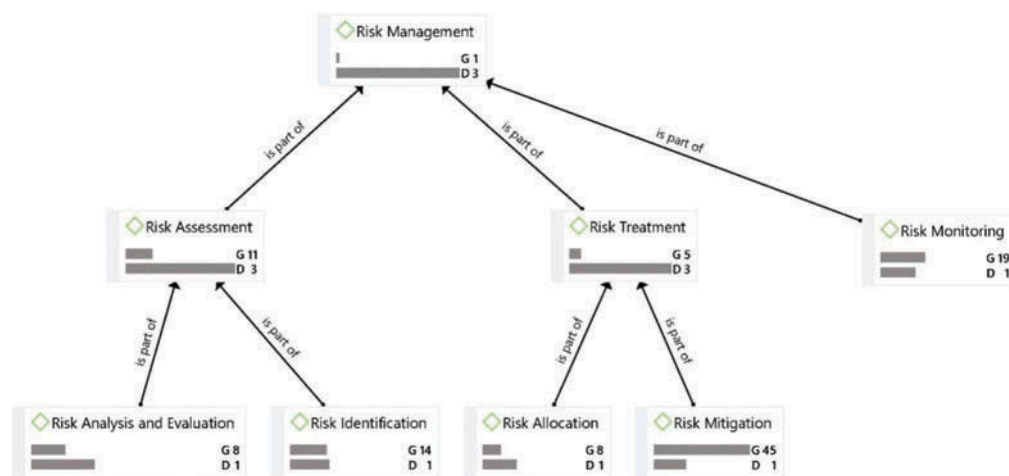 Risk Management
G 1
D 3
is part of
is part of
is part of
Risk Assessment
G 11
D 3
Risk Treatment
G 5
D 3
Risk Monitoring
G 19
D 1
is part of
is part of
is part of
is part of
Risk Analysis and Evaluation
G 8
D 1
Risk Identification
G 14
D 1
Risk Allocation
G 8
D 1
Risk Mitigation
G 45
D 1